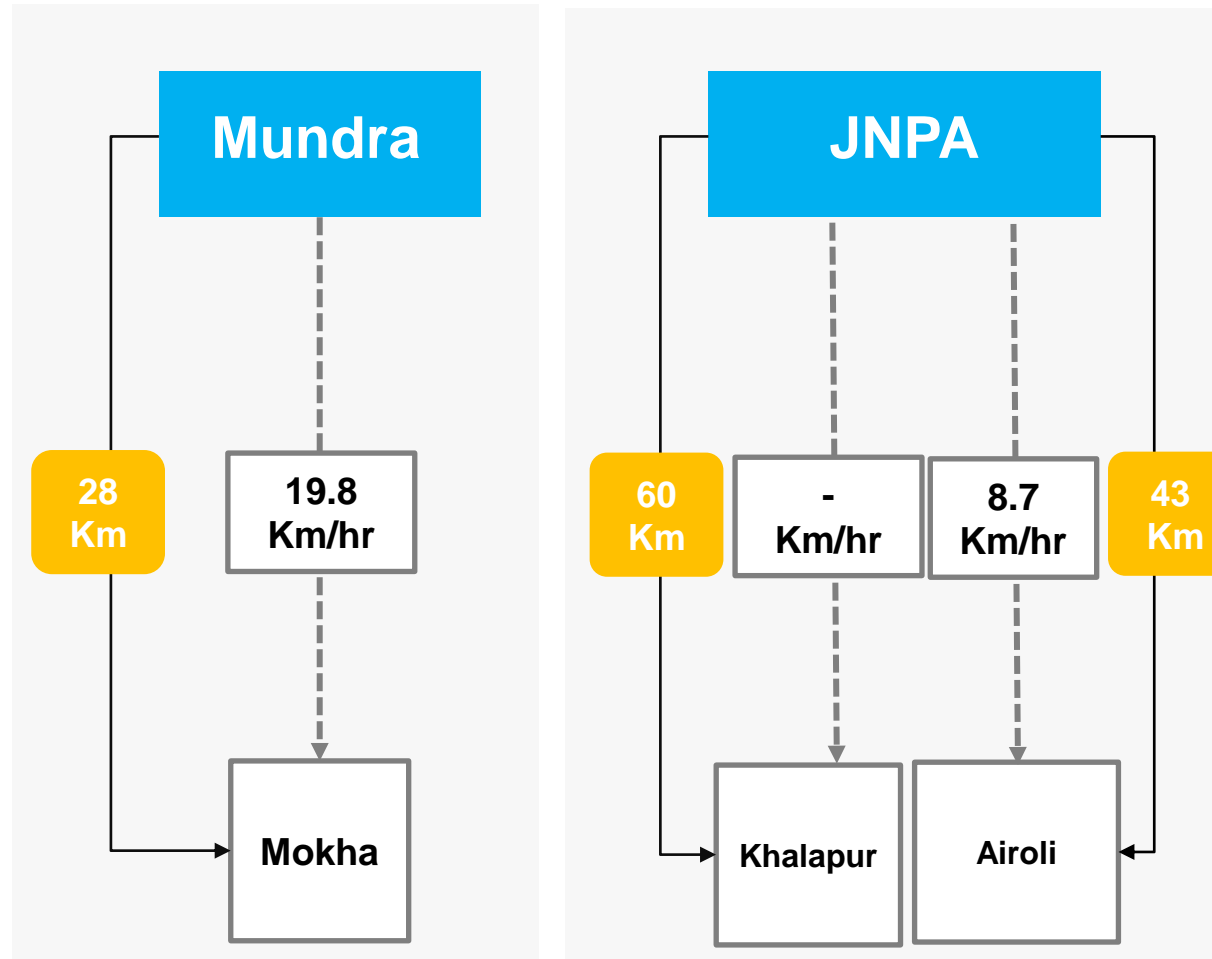 Mundra
28
Km
19.8
Km/hr
Mokha
JNPA
60
Km
-
Km/hr
8.7
Km/hr
43
Km
Khalapur
Airoli